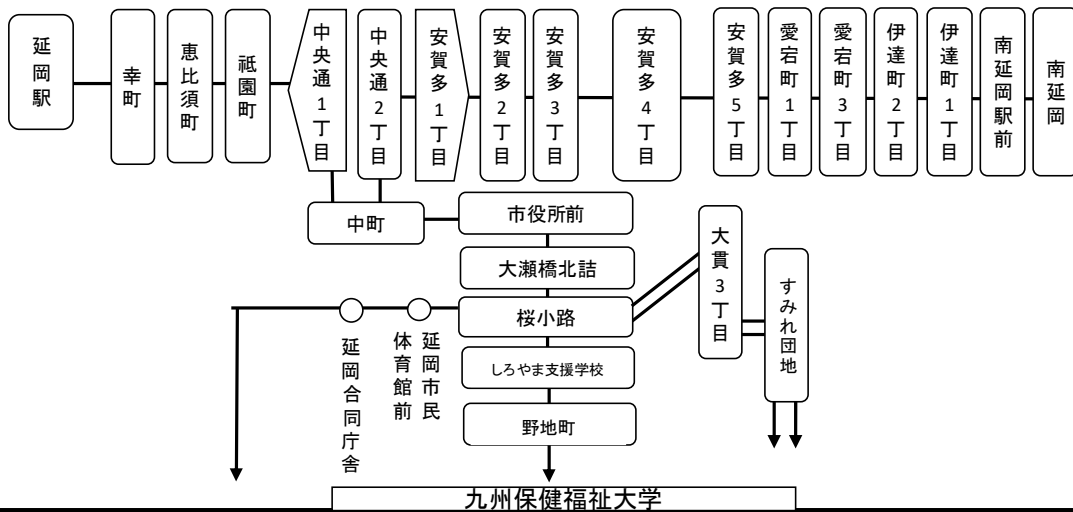 延岡駅
幸町
恵比須町
祇園町
中央通1丁目
中央通2丁目
安賀多1丁目
安賀多2丁目
安賀多3丁目
安賀多4丁目
安賀多5丁目
愛宕町1丁目
愛宕町3丁目
伊達町2丁目
伊達町1丁目
南延岡駅前
南延岡
中町
市役所前
大瀬橋北詰
桜小路
しろやま支援学校
野地町
大貫3丁目
すみれ団地
延岡市民
体育館前
延岡合同庁舎
九州保健福祉大学